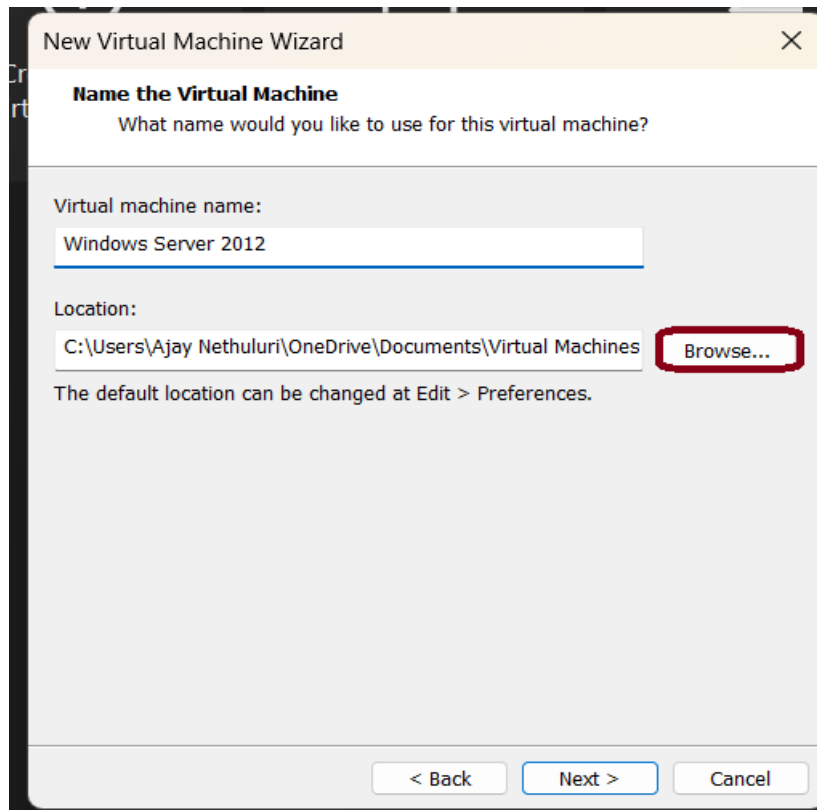 New Virtual Machine Wizard
Cr
rt
Name the Virtual Machine
What name would you like to use for this virtual machine?
Virtual machine name:
Windows Server 2012
Location:
C:\Users\Ajay Nethuluri\OneDrive\Documents\Virtual Machines
Browse...
The default location can be changed at Edit > Preferences.
< Back
Next >
Cancel